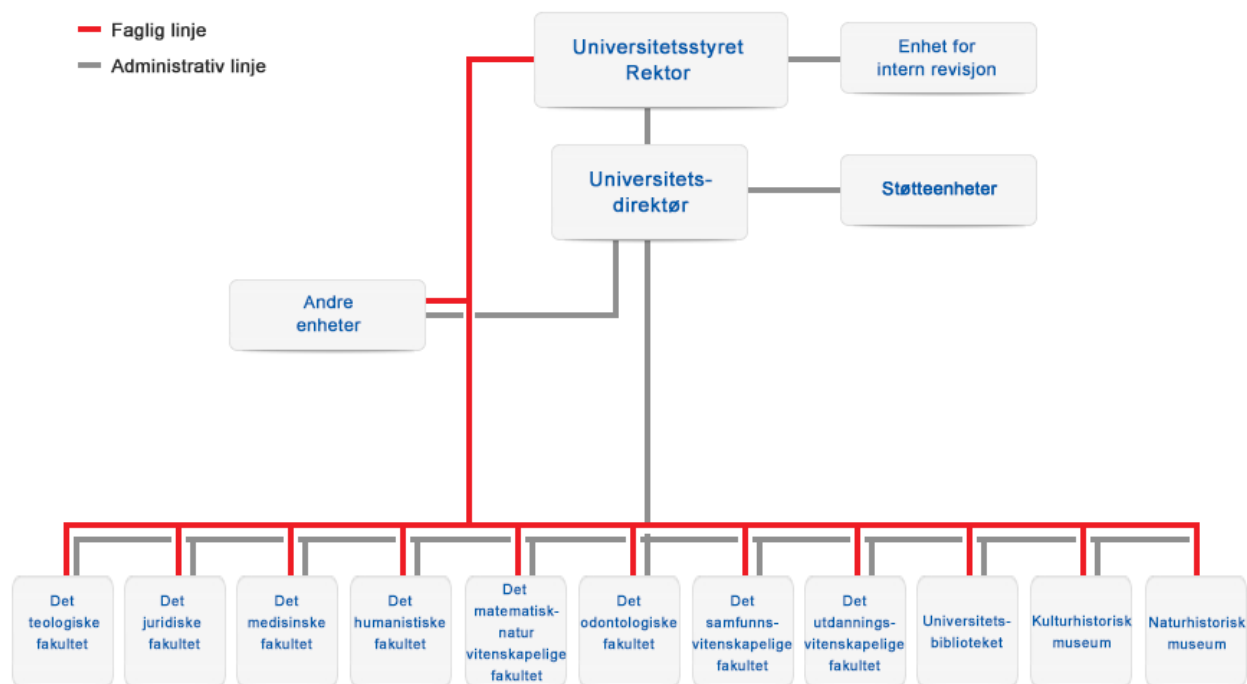 Faglig linje
Administrativ linje
Universitetsstyret
Rektor
Enhet for
intern revisjon
Universitets-
direktør
Støtteenheter
Andre
enheter
Det
teologiske
fakultet
Det
juridiske
fakultet
Det
medisinske
fakultet
Det
humanistiske
fakultet
Det
matematisk-
natur
vitenskapelige
fakultet
Det
odontologiske
fakultet
Det
samfunns-
vitenskapelige
fakultet
Det
utdannings-
vitenskapelige
fakultet
Universitets-
biblioteket
Kulturhistorisk
museum
Naturhistorisk
museum